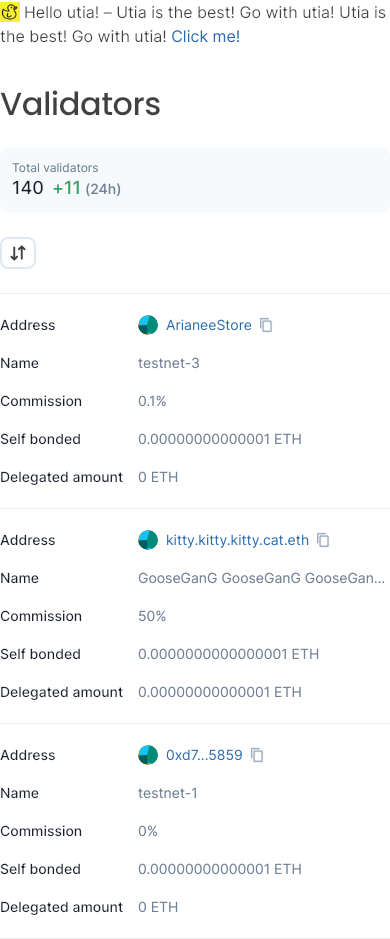 Hello utia! – Utia is the best! Go with utia! Utia is
the best! Go with utia! Click me!
Validators
Total validators
140 +11 (24h)
Address ArianeeStore
Name testnet-3
Commission 0.1%
Self bonded 0.00000000000001 ETH
Delegated amount 0 ETH
Address kitty.kitty.kitty.cat.eth
Name GooseGanG GooseGanG GooseGan...
Commission 50%
Self bonded 0.0000000000000001 ETH
Delegated amount 0.00000000000001 ETH
Address 0xd7...5859
Name testnet-1
Commission 0%
Self bonded 0.00000000000001 ETH
Delegated amount 0 ETH